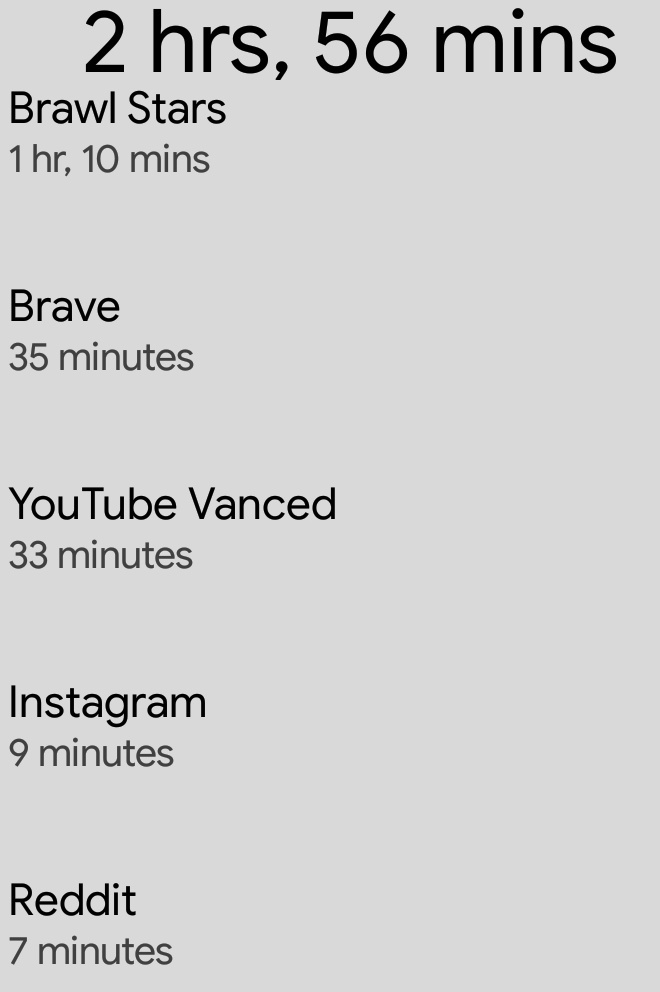 2 hrs, 56 mins
Brawl Stars
1 hr, 10 mins
Brave
35 minutes
YouTube Vanced
33 minutes
Instagram
9 minutes
Reddit
7 minutes